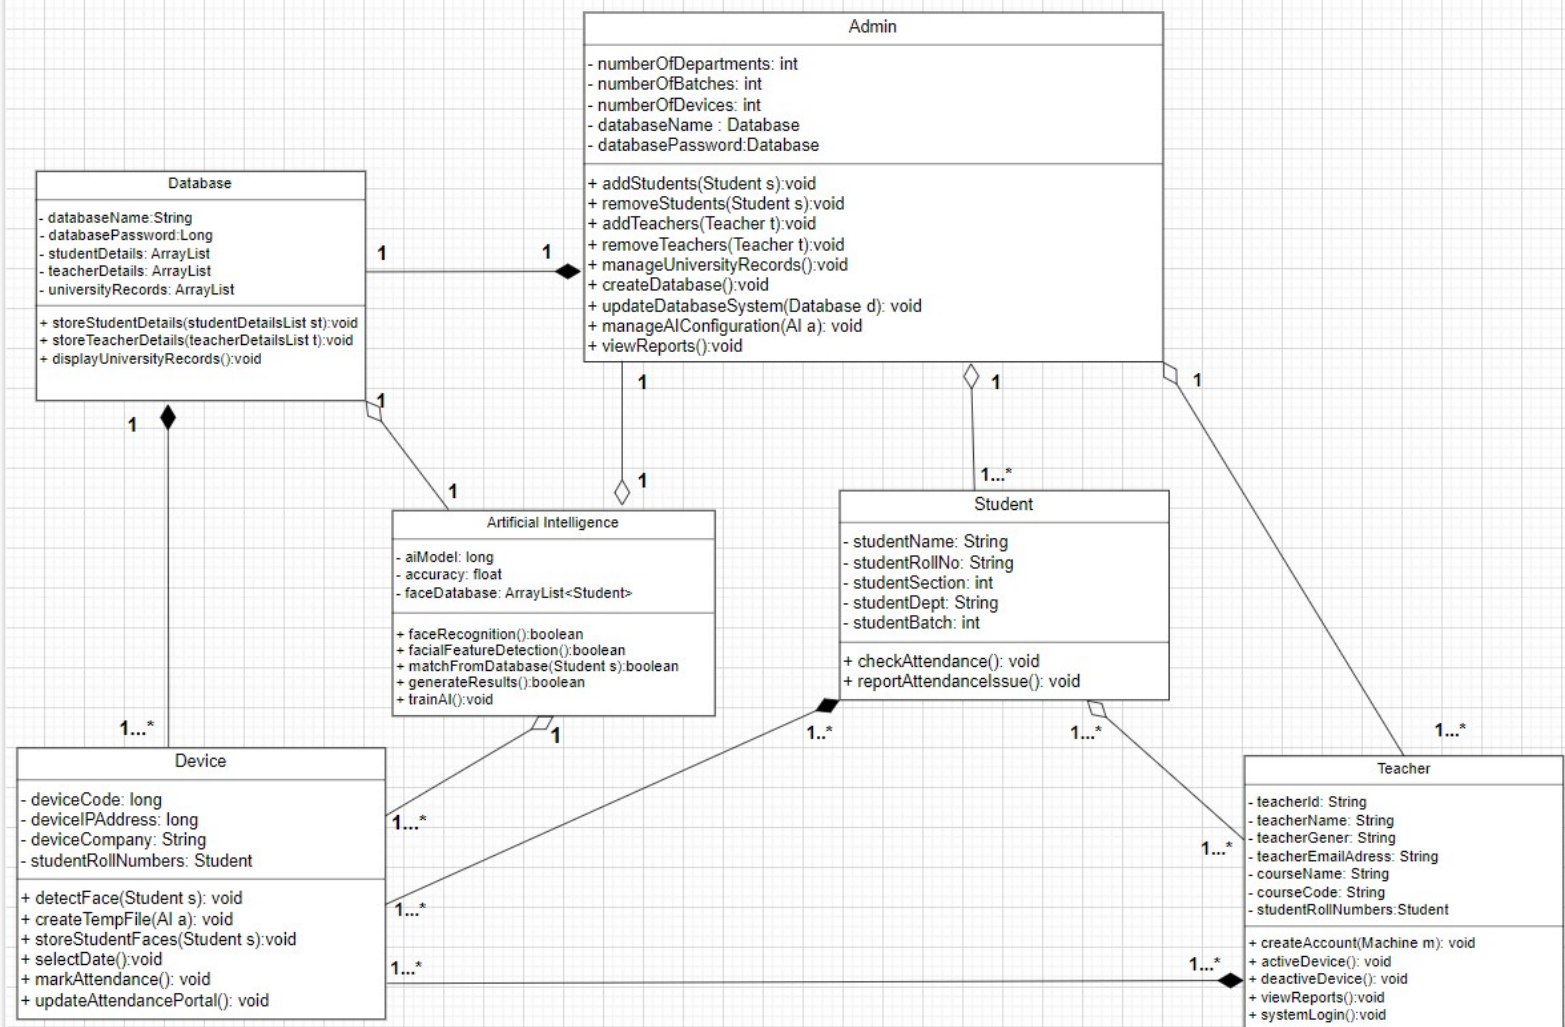 Admin
- numberOfDepartments: int
- numberOfBatches: int
- numberOfDevices: int
- databaseName : Database
- databasePassword:Database
+ addStudents(Student s):void
+ removeStudents(Student s):void
+ addTeachers(Teacher t):void
+ removeTeachers(Teacher t):void
+ manageUniversityRecords():void
+ createDatabase():void
+ updateDatabaseSystem(Database d): void
+ manageAIConfiguration(AI a): void
+ viewReports():void
Database
- databaseName:String
- databasePassword:Long
- studentDetails: ArrayList
- teacherDetails: ArrayList
- universityRecords: ArrayList
+ storeStudentDetails(studentDetailsList st):void
+ storeTeacherDetails(teacherDetailsList t):void
+ displayUniversityRecords():void
1
1
1
1
1
1
1
1
1
1
1...*
Artificial Intelligence
- aiModel: long
- accuracy: float
- faceDatabase: ArrayList<Student>
+ faceRecognition():boolean
+ facialFeatureDetection():boolean
+ matchFromDatabase(Student s):boolean
+ generateResults():boolean
+ trainAI():void
Student
- studentName: String
- studentRollNo: String
- studentSection: int
- studentDept: String
- studentBatch: int
+ checkAttendance(): void
+ reportAttendanceIssue(): void
1...*
1
1..*
1...*
1...*
Device
- deviceCode: long
- deviceIPAddress: long
- deviceCompany: String
- studentRollNumbers: Student
+ detectFace(Student s): void
+ createTempFile(AI a): void
+ storeStudentFaces(Student s):void
+ selectDate():void
+ markAttendance(): void
+ updateAttendancePortal(): void
1...*
1...*
1...*
1...*
1...*
Teacher
- teacherId: String
- teacherName: String
- teacherGener: String
- teacherEmailAdress: String
- courseName: String
- courseCode: String
- studentRollNumbers:Student
+ createAccount(Machine m): void
+ activeDevice(): void
+ deactiveDevice(): void
+ viewReports():void
+ systemLogin():void